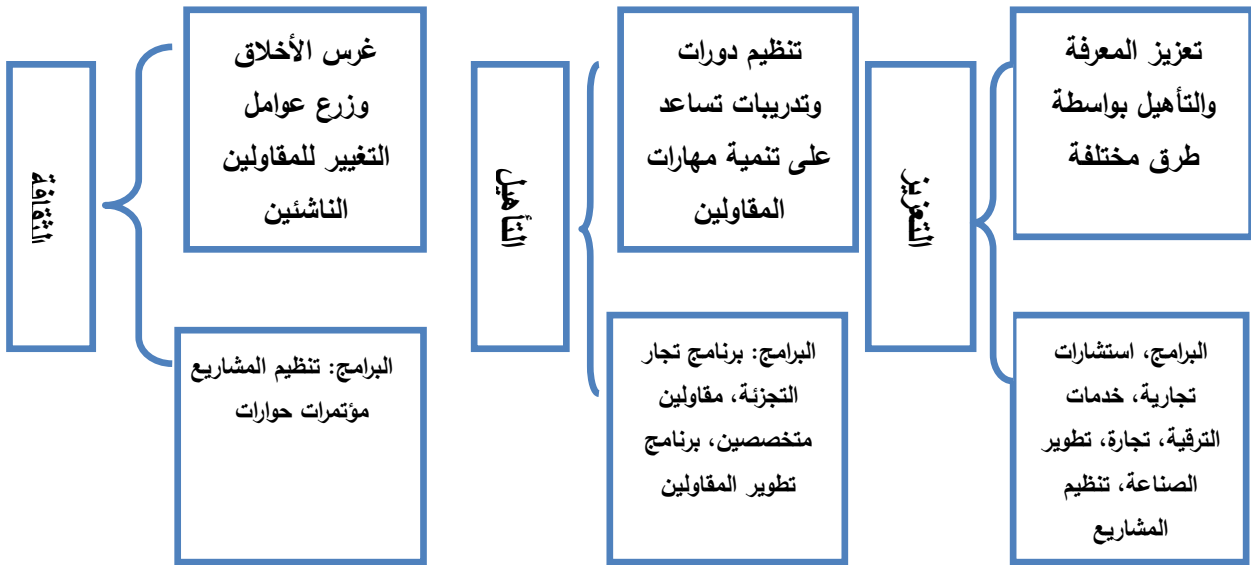 تعزيز المعرفة
والتأهيل بواسطة
طرق مختلفة
التعزيز
البرامج، استشارات
تجارية، خدمات
الترقية، تجارة، تطوير
الصناعة، تنظيم
المشاريع
تنظيم دورات
وتدريبات تساعد
على تنمية مهارات
المقاولين
التأهيل
البرامج: برنامج تجار
التجزئة، مقاولين
متخصصين، برنامج
تطوير المقاولين
غرس الأخلاق
وزرع عوامل
التغيير للمقاولين
الناشئين
الثقافة
البرامج: تنظيم المشاريع
مؤتمرات حوارات